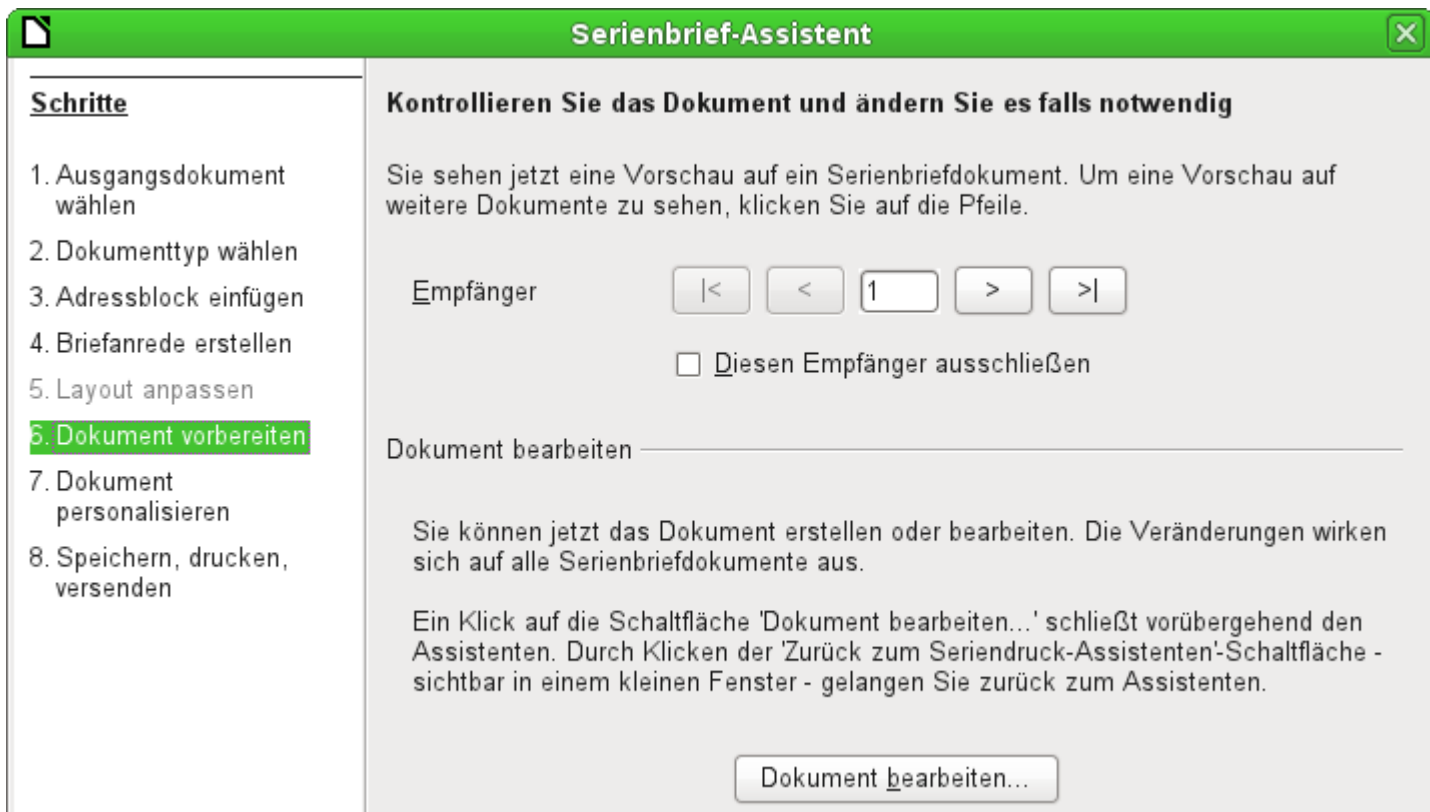 Serienbrief-Assistent
Schritte
1. Ausgangsdokument
wählen
2. Dokumenttyp wählen
3. Adressblock einfügen
4. Briefanrede erstellen
5. Layout anpassen
6. Dokument vorbereiten
7. Dokument
personalisieren
8. Speichern, drucken,
versenden
Kontrollieren Sie das Dokument und ändern Sie es falls notwendig
Sie sehen jetzt eine Vorschau auf ein Serienbriefdokument. Um eine Vorschau auf
weitere Dokumente zu sehen, klicken Sie auf die Pfeile.
Empfänger |< < 1 > >|
Diesen Empfänger ausschließen
Dokument bearbeiten
Sie können jetzt das Dokument erstellen oder bearbeiten. Die Veränderungen wirken
sich auf alle Serienbriefdokumente aus.
Ein Klick auf die Schaltfläche 'Dokument bearbeiten...' schließt vorübergehend den
Assistenten. Durch Klicken der 'Zurück zum Seriendruck-Assistenten'-Schaltfläche -
sichtbar in einem kleinen Fenster - gelangen Sie zurück zum Assistenten.
Dokument bearbeiten...